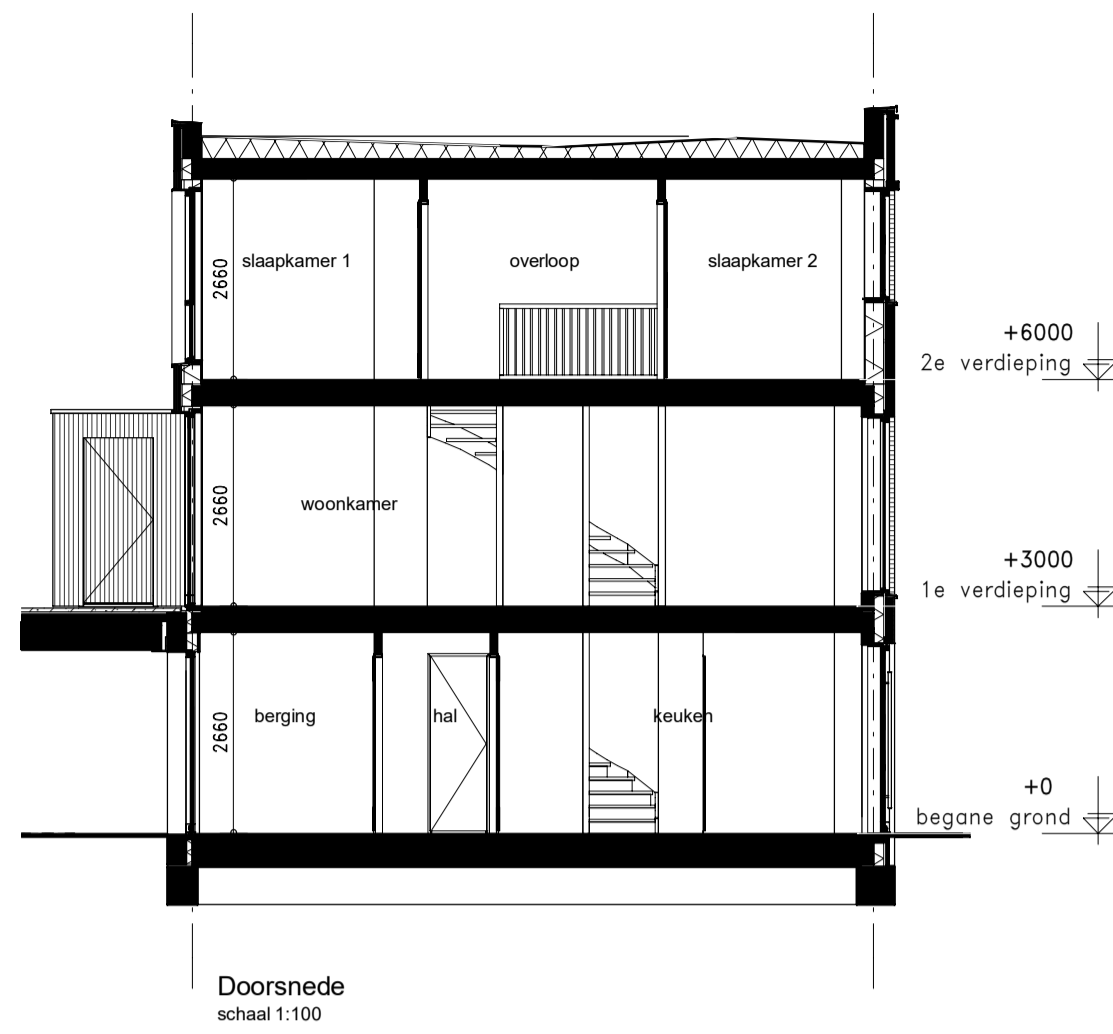 slaapkamer 1
overloop
slaapkamer 2
2660
+6000
2e verdieping
woonkamer
2660
+3000
1e verdieping
berging
hal
keuken
2660
+0
begane grond
Doorsnede
schaal 1:100